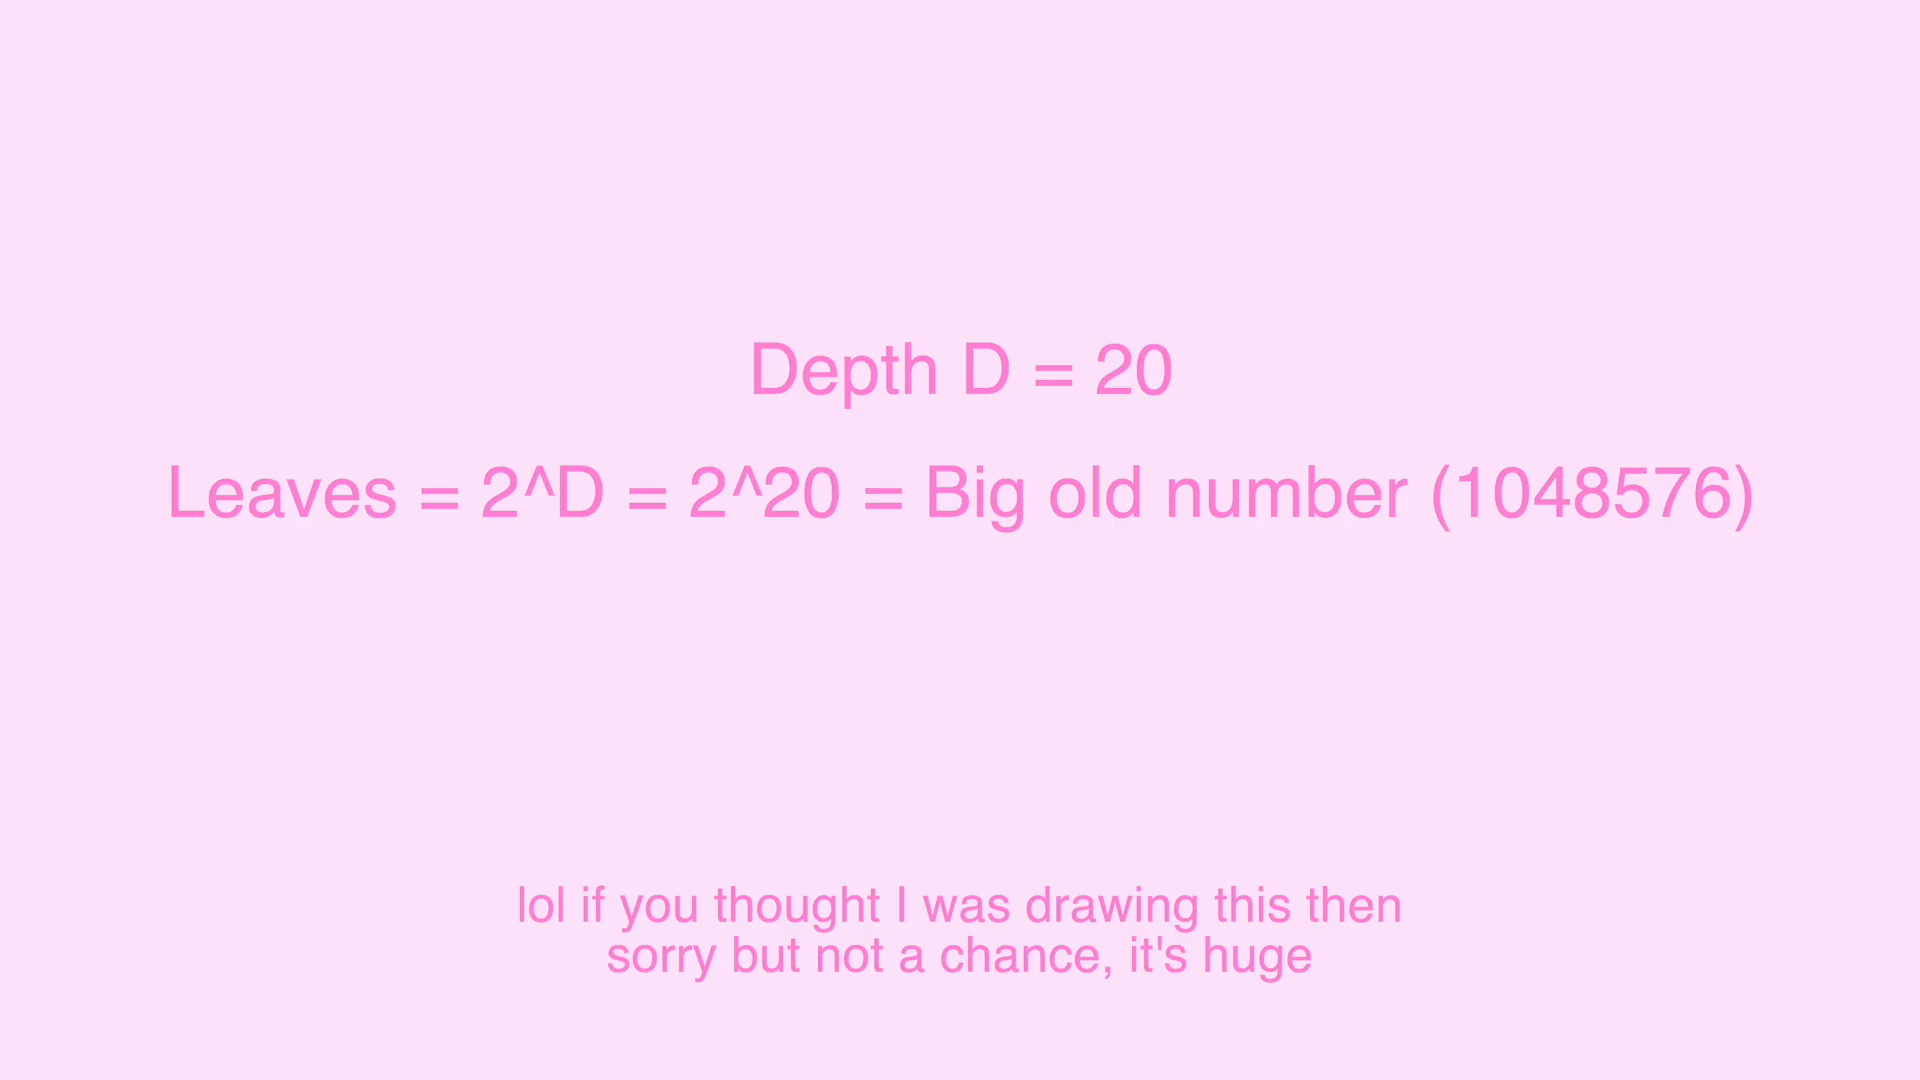 Depth D = 20
Leaves = 2^D = 2^20 = Big old number (1048576)
lol if you thought I was drawing this then
sorry but not a chance, it's huge